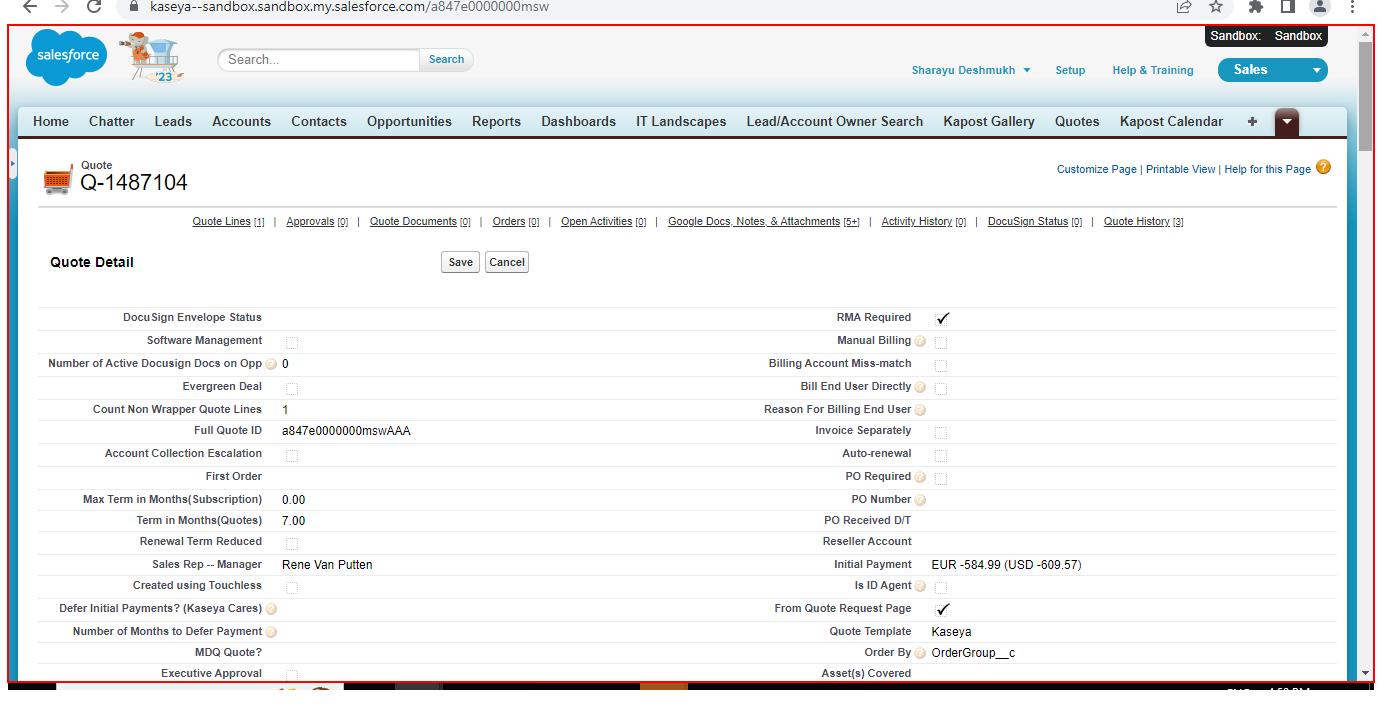 kaseya--sandbox.sandbox.my.salesforce.com/a847e0000000msw
Sandbox: Sandbox
salesforce
'23
Search... Search
Sharayu Deshmukh Setup Help & Training Sales
Home Chatter Leads Accounts Contacts Opportunities Reports Dashboards IT Landscapes Lead/Account Owner Search Kapost Gallery Quotes Kapost Calendar +
Quote
Q-1487104
Customize Page | Printable View | Help for this Page ?
Quote Lines [1] | Approvals [0] | Quote Documents [0] | Orders [0] | Open Activities [0] | Google Docs, Notes, & Attachments [5+] | Activity History [0] | DocuSign Status [0] | Quote History [3]
Quote Detail Save Cancel
DocuSign Envelope Status RMA Required
Software Management Manual Billing ?
Number of Active Docusign Docs on Opp ? 0 Billing Account Miss-match
Evergreen Deal Bill End User Directly ?
Count Non Wrapper Quote Lines 1 Reason For Billing End User ?
Full Quote ID a847e0000000mswAAA Invoice Separately
Account Collection Escalation Auto-renewal
First Order PO Required ?
Max Term in Months(Subscription) 0.00 PO Number ?
Term in Months(Quotes) 7.00 PO Received D/T
Renewal Term Reduced Reseller Account
Sales Rep -- Manager Rene Van Putten Initial Payment EUR -584.99 (USD -609.57)
Created using Touchless Is ID Agent ?
Defer Initial Payments? (Kaseya Cares) ? From Quote Request Page
Number of Months to Defer Payment ? Quote Template Kaseya
MDQ Quote? Order By ? OrderGroup__c
Executive Approval Asset(s) Covered